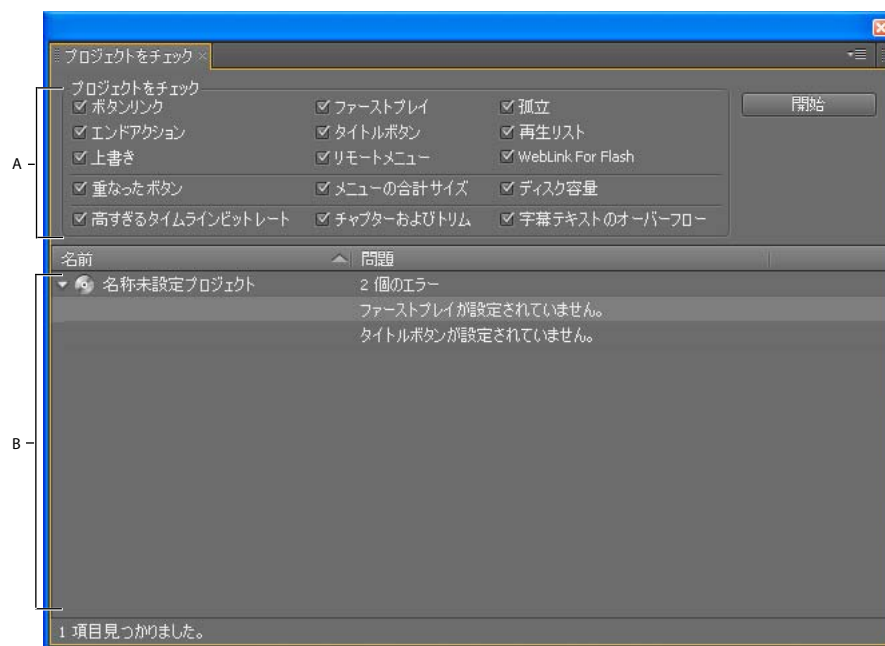 プロジェクトをチェック
プロジェクトをチェック
ボタンリンク ファーストプレイ 孤立 開始
エンドアクション タイトルボタン 再生リスト
上書き リモートメニュー WebLink For Flash
A
重なったボタン メニューの合計サイズ ディスク容量
高すぎるタイムラインビットレート チャプターおよびトリム 字幕テキストのオーバーフロー
名前 問題
名称未設定プロジェクト 2 個のエラー
ファーストプレイが設定されていません。
タイトルボタンが設定されていません。
B
1 項目見つかりました。